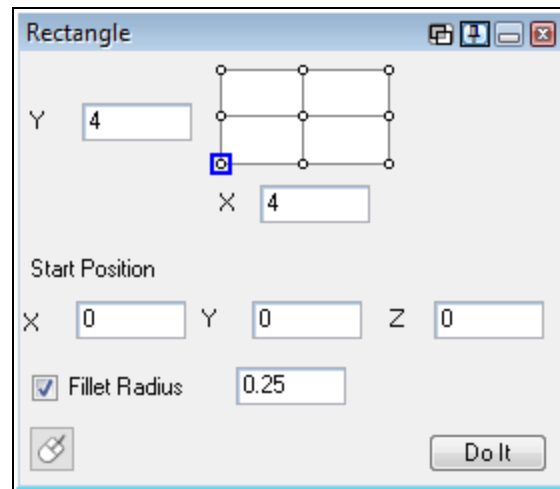 Rectangle
Y 4
X 4
Start Position
X 0 Y 0 Z 0
Fillet Radius 0.25
Do It